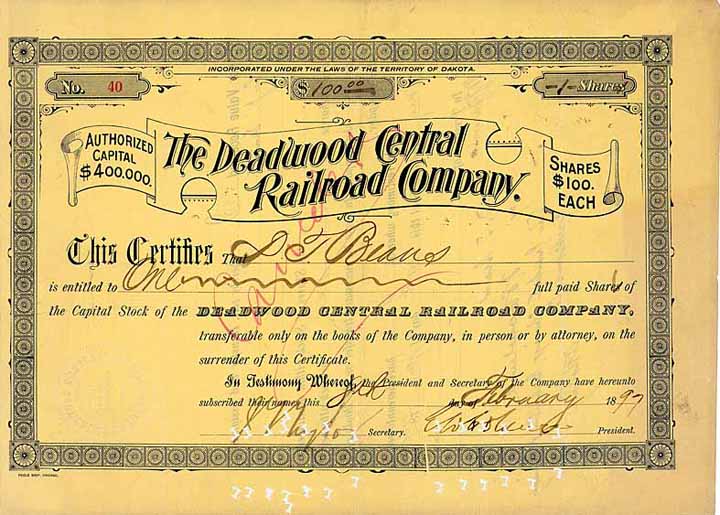 INCORPORATED UNDER THE LAWS OF THE TERRITORY OF DAKOTA.
No. 40
$100.00
-1- Shares
AUTHORIZED CAPITAL $400.000.
The Deadwood Central
Railroad Company.
SHARES $100. EACH
This Certifies That D. T. Beans
is entitled to One full paid Shares of
the Capital Stock of the DEADWOOD CENTRAL RAILROAD COMPANY,
transferable only on the books of the Company, in person or by attorney, on the
surrender of this Certificate.
In Testimony Whereof, the President and Secretary of the Company have hereunto
subscribed their names this day of February 1897
Secretary. President.